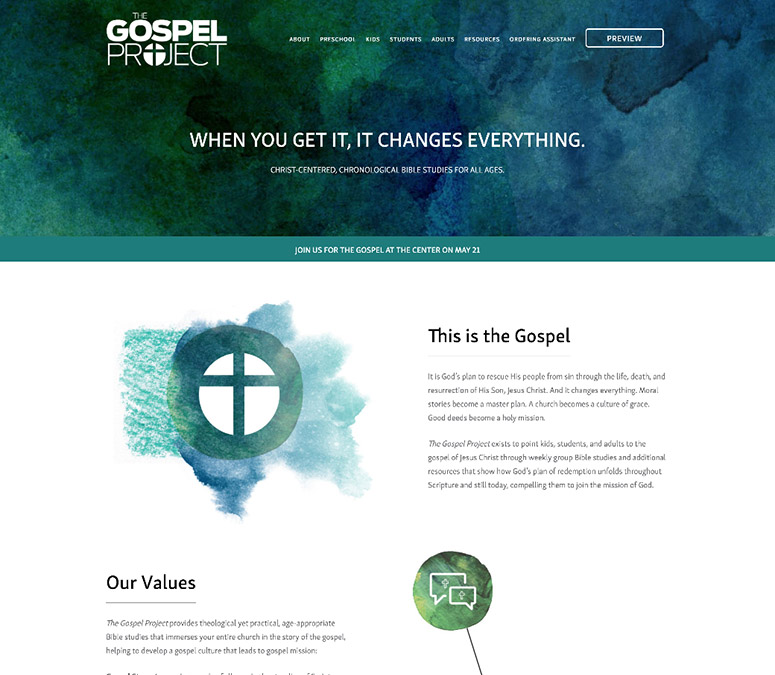 THE
GOSPEL
PROJECT
ABOUT PRESCHOOL KIDS STUDENTS ADULTS RESOURCES ORDERING ASSISTANT PREVIEW
WHEN YOU GET IT, IT CHANGES EVERYTHING.
CHRIST-CENTERED, CHRONOLOGICAL BIBLE STUDIES FOR ALL AGES.
JOIN US FOR THE GOSPEL AT THE CENTER ON MAY 21
This is the Gospel
It is God's plan to rescue His people from sin through the life, death, and
resurrection of His Son, Jesus Christ. And it changes everything. Moral
stories become a master plan. A church becomes a culture of grace.
Good deeds become a holy mission.
The Gospel Project exists to point kids, students, and adults to the
gospel of Jesus Christ through weekly group Bible studies and additional
resources that show how God's plan of redemption unfolds throughout
Scripture and still today, compelling them to join the mission of God.
Our Values
The Gospel Project provides theological yet practical, age-appropriate
Bible studies that immerses your entire church in the story of the gospel,
helping to develop a gospel culture that leads to gospel mission: